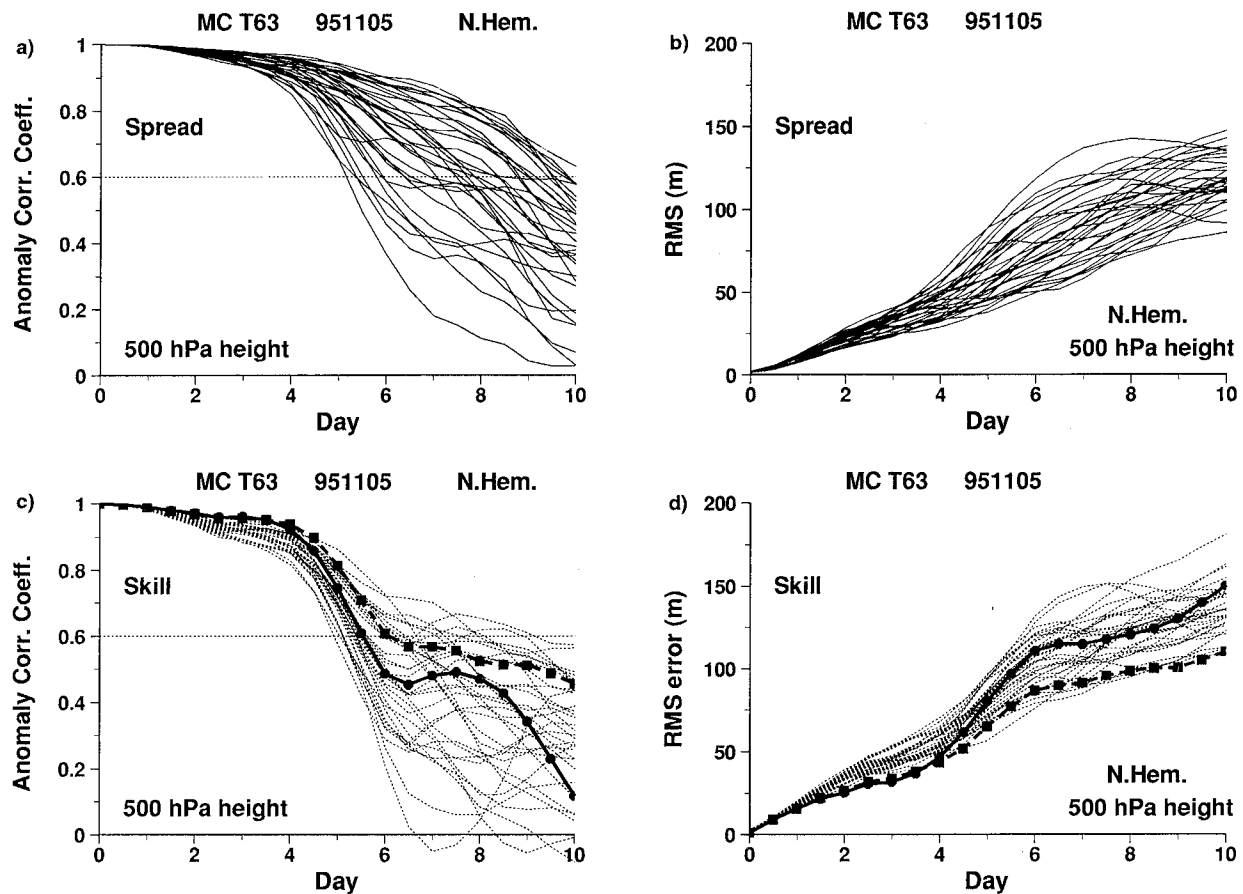 MC T63 951105 N.Hem.
a)
Anomaly Corr. Coeff.
1
0.8
0.6
0.4
0.2
0
Spread
500 hPa height
0 2 4 6 8 10
Day
MC T63 951105
b)
RMS (m)
200
150
100
50
0
Spread
N.Hem.
500 hPa height
0 2 4 6 8 10
Day
MC T63 951105 N.Hem.
c)
Anomaly Corr. Coeff.
1
0.8
0.6
0.4
0.2
0
Skill
500 hPa height
0 2 4 6 8 10
Day
MC T63 951105
d)
RMS error (m)
200
150
100
50
0
Skill
N.Hem.
500 hPa height
0 2 4 6 8 10
Day